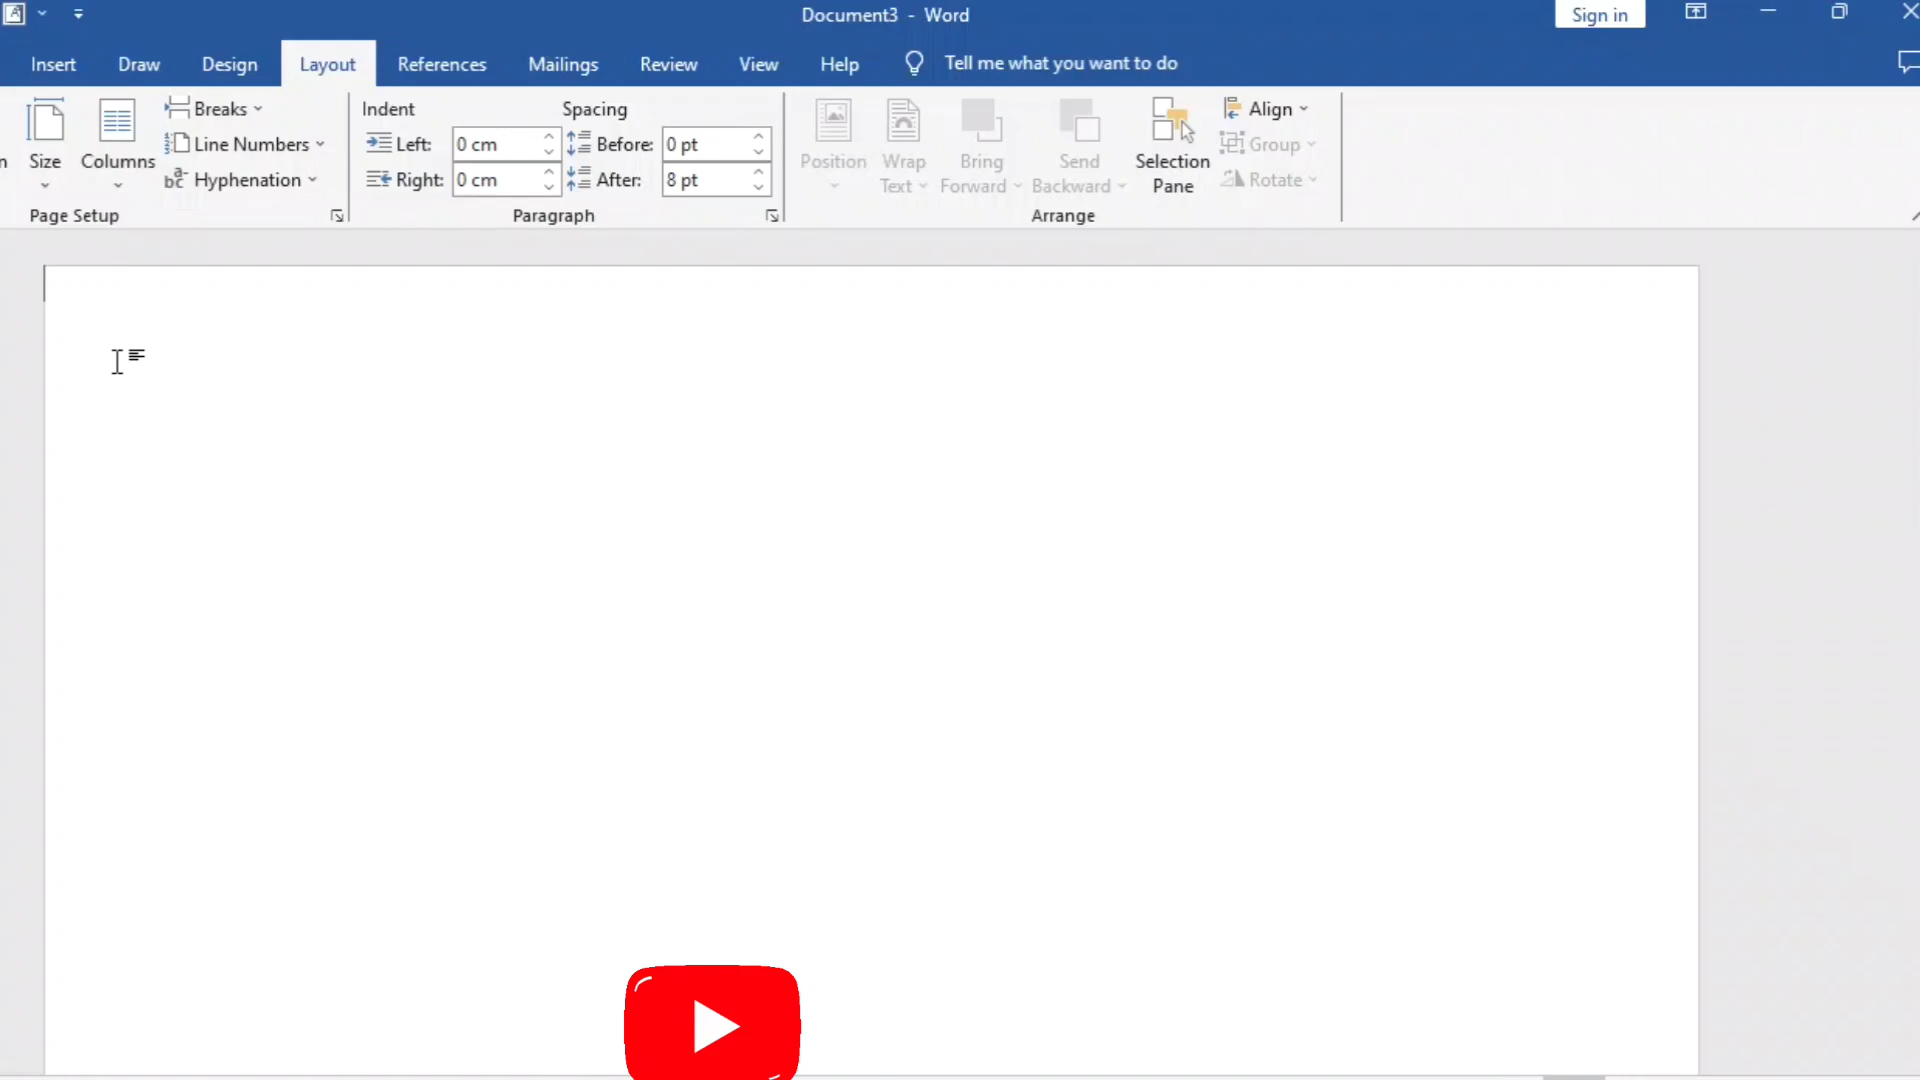 Document3 - Word
Sign in
Insert Draw Design Layout References Mailings Review View Help Tell me what you want to do
Size
Columns
Breaks
Line Numbers
Hyphenation
Page Setup
Indent
Left: 0 cm
Right: 0 cm
Spacing
Before: 0 pt
After: 8 pt
Paragraph
Position
Wrap
Text
Bring
Forward
Send
Backward
Selection
Pane
Align
Group
Rotate
Arrange